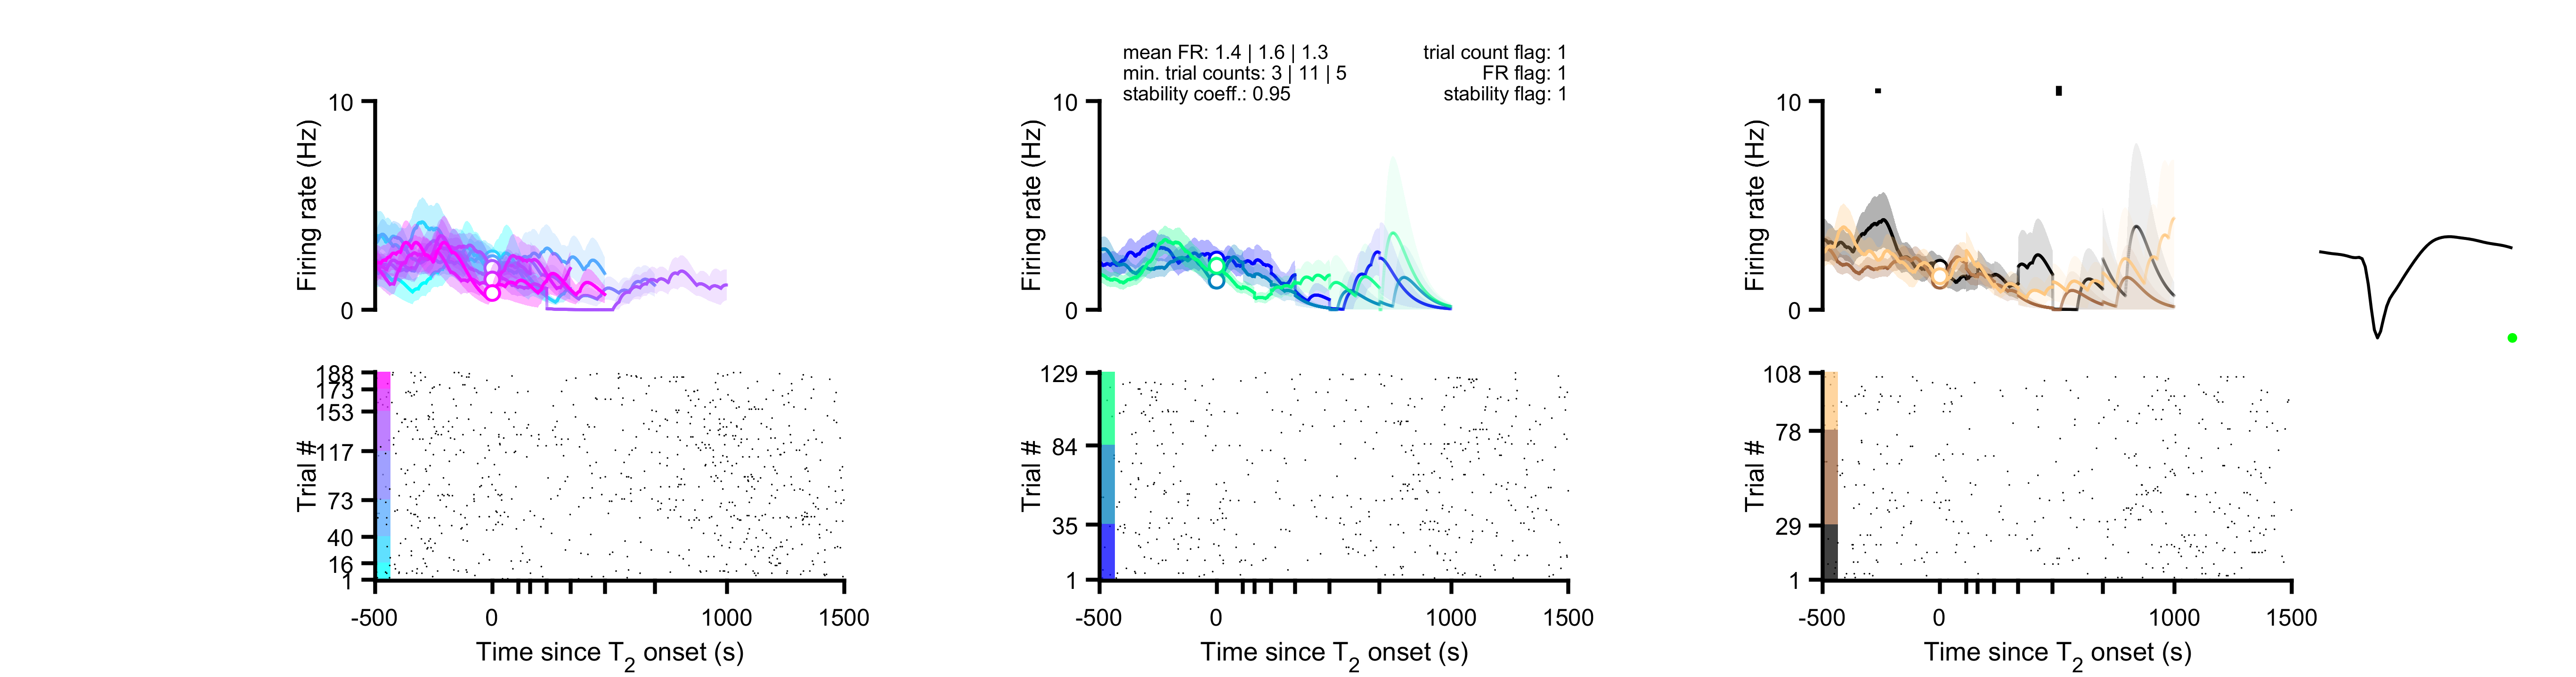 mean FR: 1.4 | 1.6 | 1.3
min. trial counts: 3 | 11 | 5
stability coeff.: 0.95
trial count flag: 1
FR flag: 1
stability flag: 1
10
0
Firing rate (Hz)
188
173
153
117
73
40
16
1
Trial #
-500
0
1000
1500
Time since T2 onset (s)
10
0
Firing rate (Hz)
129
84
35
1
Trial #
-500
0
1000
1500
Time since T2 onset (s)
10
0
Firing rate (Hz)
108
78
29
1
Trial #
-500
0
1000
1500
Time since T2 onset (s)